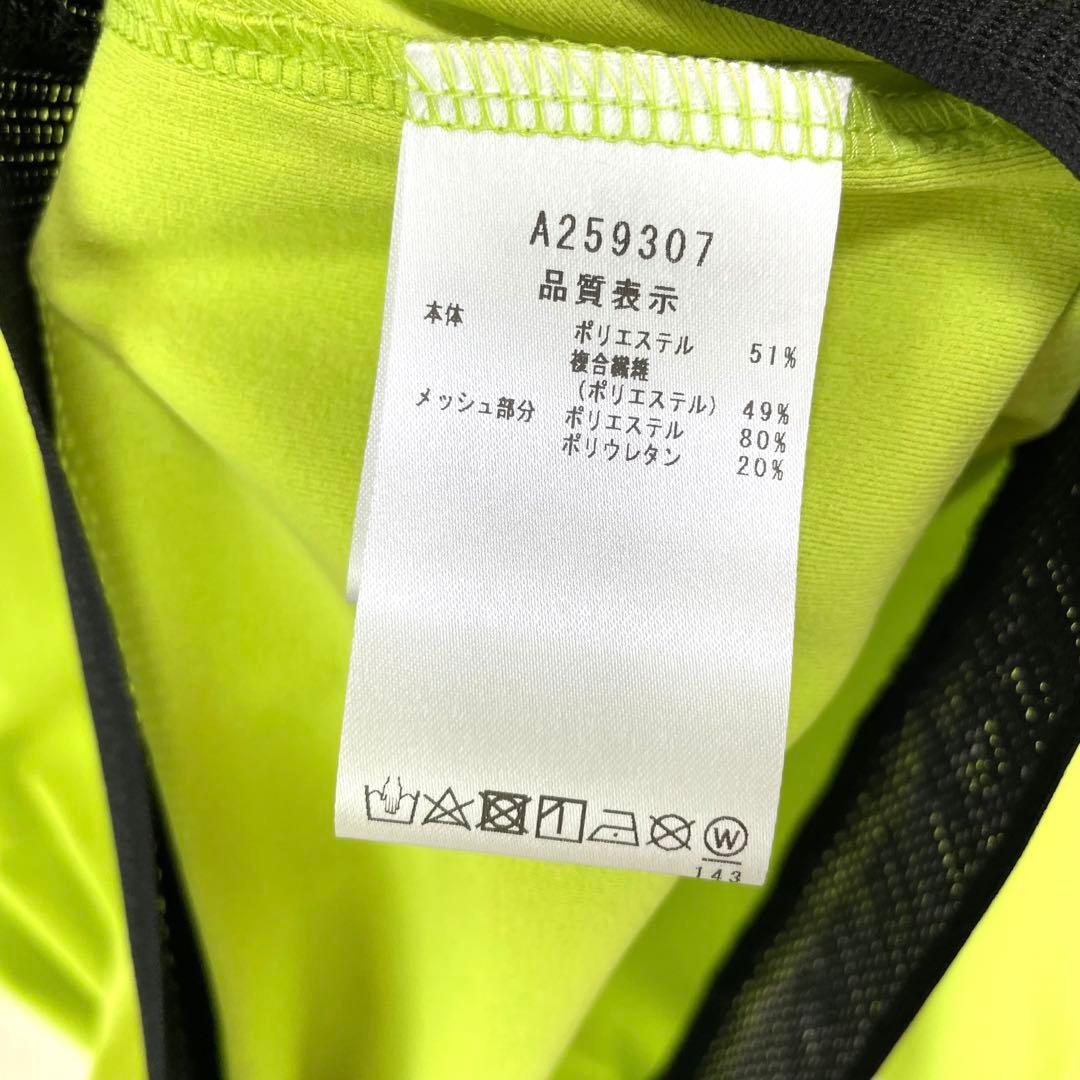 A259307
品質表示
本体 ポリエステル 51%
複合繊維
(ポリエステル) 49%
メッシュ部分 ポリエステル 80%
ポリウレタン 20%
W
143